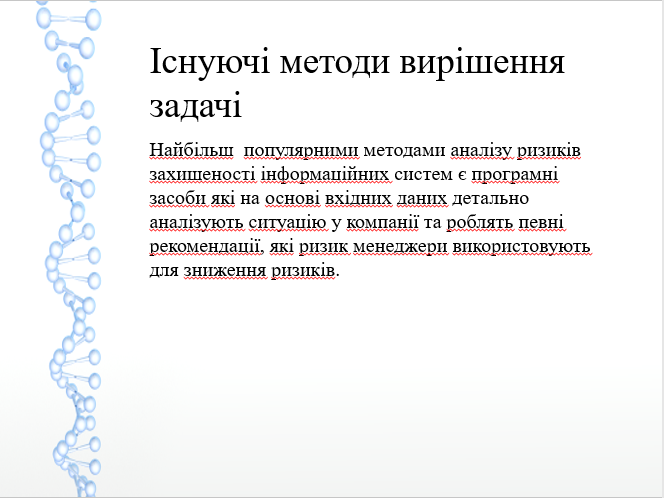 Існуючі методи вирішення
задачі
Найбільш  популярними методами аналізу ризиків
захищеності інформаційних систем є програмні
засоби які на основі вхідних даних детально
аналізують ситуацію у компанії та роблять певні
рекомендації, які ризик менеджери використовують
для зниження ризиків.